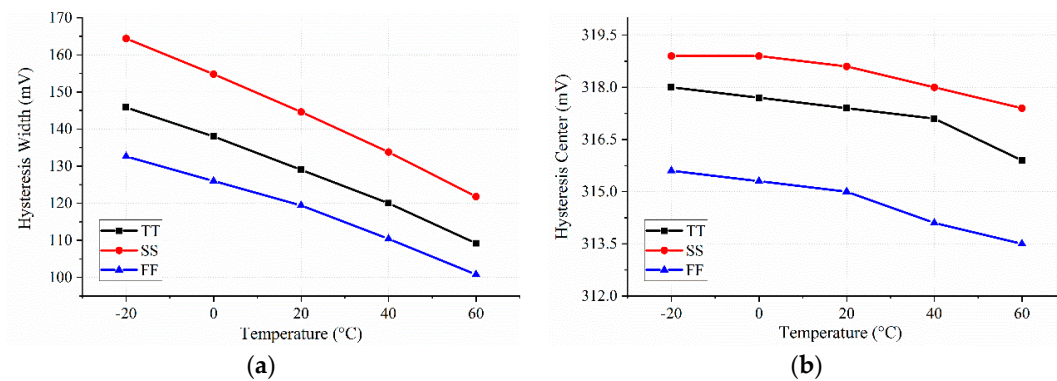 170
160
150
140
130
120
110
100
Hysteresis Width (mV)
TT
SS
FF
-20
0
20
40
60
Temperature (°C)
(a)
319.5
318.0
316.5
315.0
313.5
312.0
Hysteresis Center (mV)
TT
SS
FF
-20
0
20
40
60
Temperature (°C)
(b)